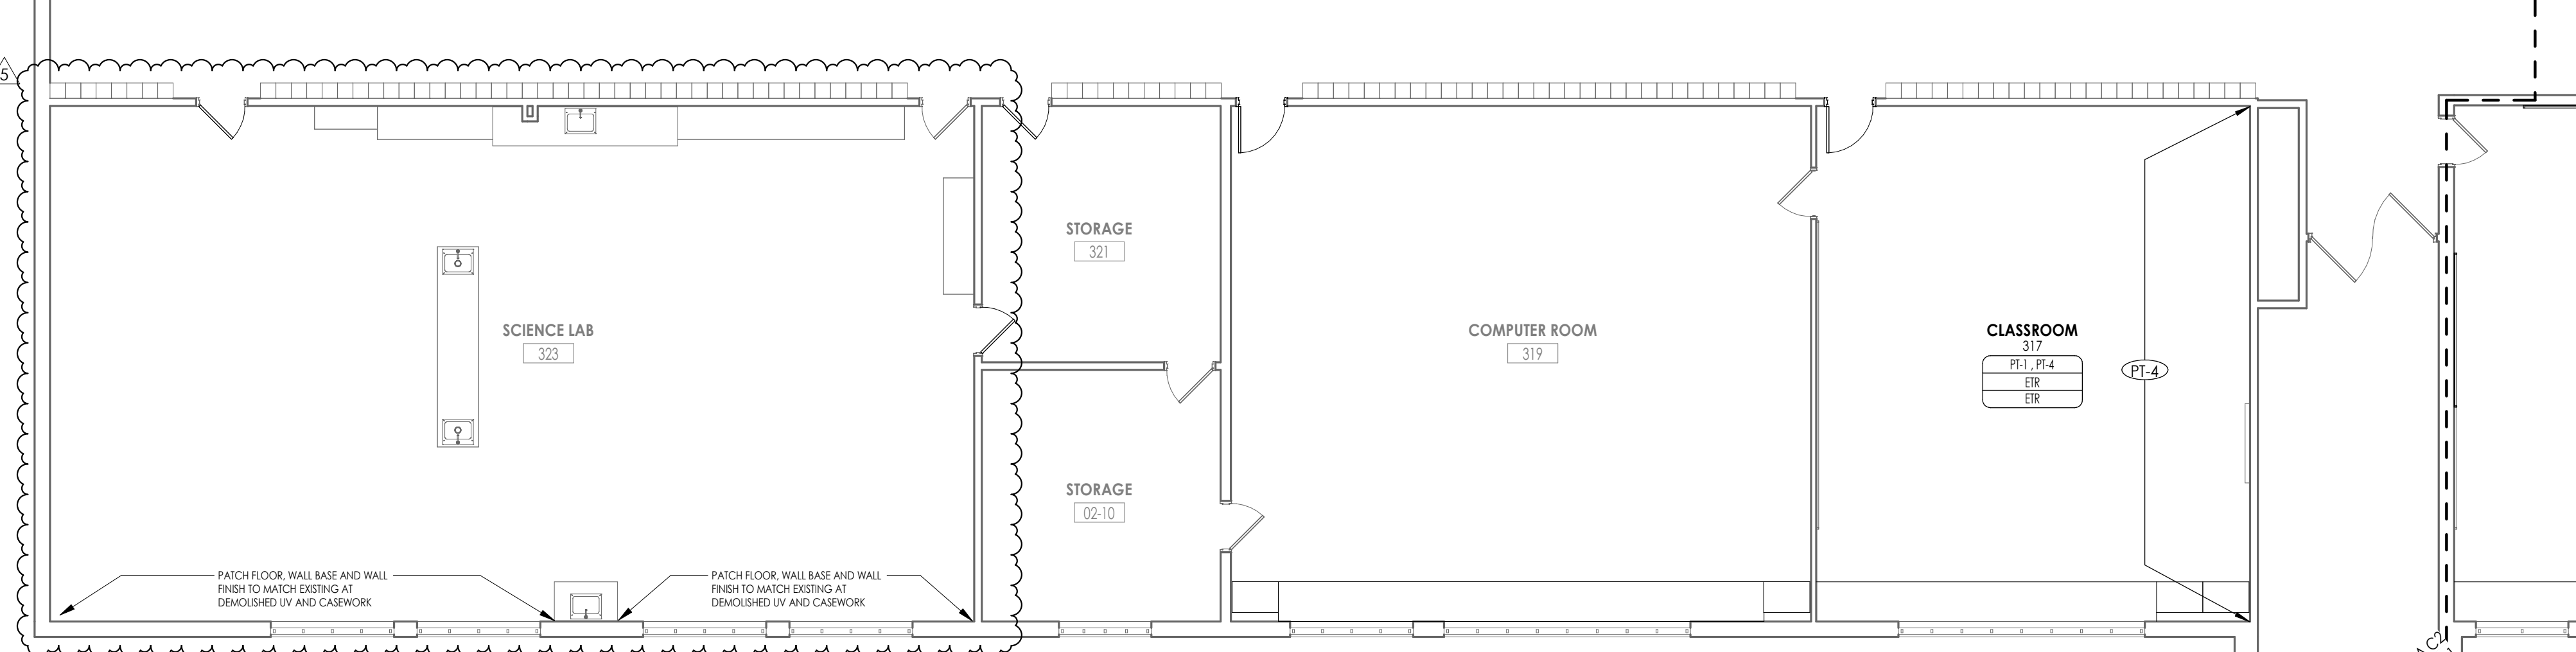 5
STORAGE
321
SCIENCE LAB
323
COMPUTER ROOM
319
CLASSROOM
317
PT-1 , PT-4
ETR
ETR
PT-4
STORAGE
02-10
PATCH FLOOR, WALL BASE AND WALL
FINISH TO MATCH EXISTING AT
DEMOLISHED UV AND CASEWORK
PATCH FLOOR, WALL BASE AND WALL
FINISH TO MATCH EXISTING AT
DEMOLISHED UV AND CASEWORK